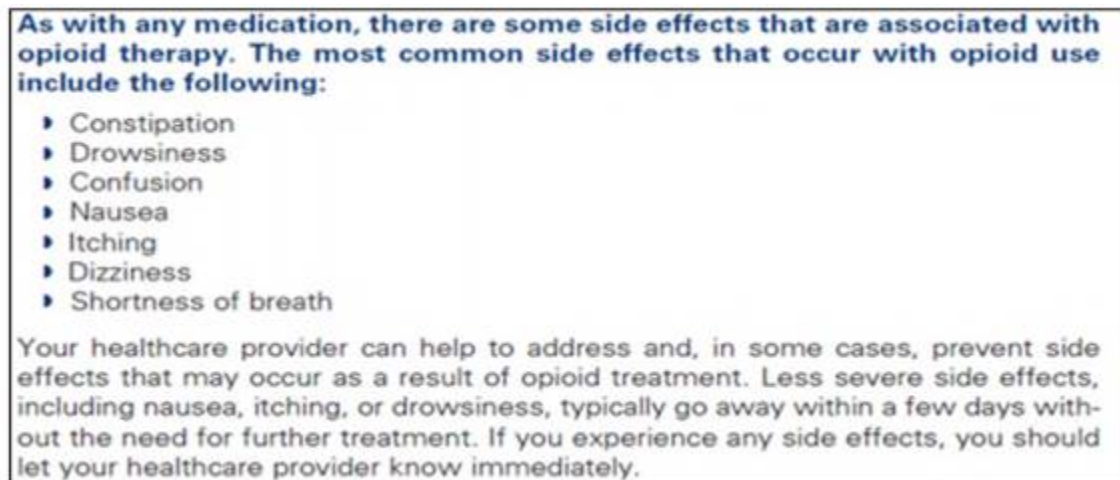 As with any medication, there are some side effects that are associated with
opioid therapy. The most common side effects that occur with opioid use
include the following:
Constipation
Drowsiness
Confusion
Nausea
Itching
Dizziness
Shortness of breath
Your healthcare provider can help to address and, in some cases, prevent side
effects that may occur as a result of opioid treatment. Less severe side effects,
including nausea, itching, or drowsiness, typically go away within a few days with-
out the need for further treatment. If you experience any side effects, you should
let your healthcare provider know immediately.